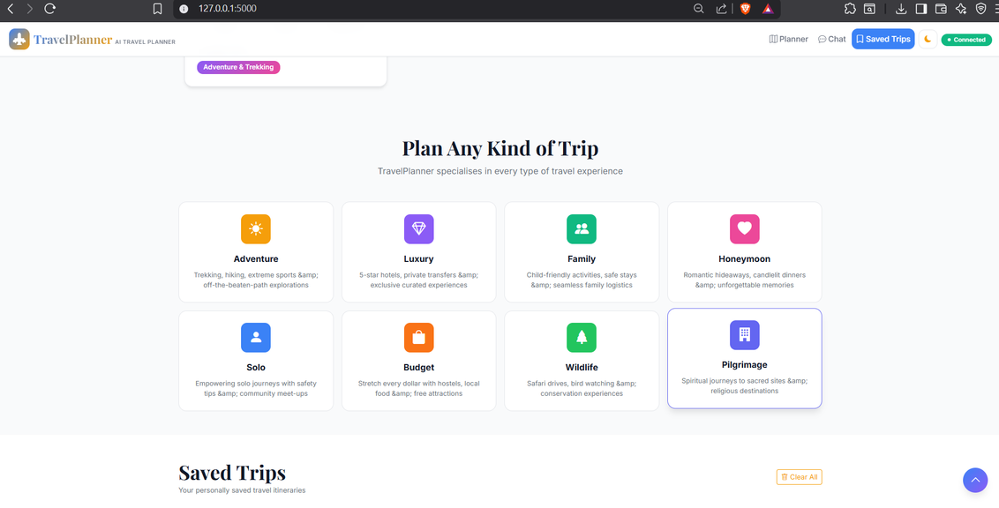 127.0.0.1:5000
TravelPlanner AI TRAVEL PLANNER
Planner
Chat
Saved Trips
Connected
Adventure & Trekking
Plan Any Kind of Trip
TravelPlanner specialises in every type of travel experience
Adventure
Trekking, hiking, extreme sports &amp;
off-the-beaten-path explorations
Luxury
5-star hotels, private transfers &amp;
exclusive curated experiences
Family
Child-friendly activities, safe stays
&amp; seamless family logistics
Honeymoon
Romantic hideaways, candlelit dinners
&amp; unforgettable memories
Solo
Empowering solo journeys with safety
tips &amp; community meet-ups
Budget
Stretch every dollar with hostels, local
food &amp; free attractions
Wildlife
Safari drives, bird watching &amp;
conservation experiences
Pilgrimage
Spiritual journeys to sacred sites &amp;
religious destinations
Saved Trips
Your personally saved travel itineraries
Clear All